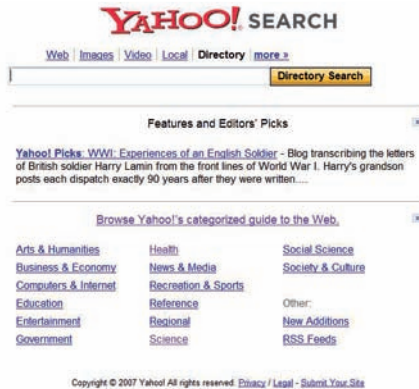 YAHOO! SEARCH
Web Images Video Local Directory more »
Directory Search
Features and Editors' Picks
Yahoo! Picks: WWI: Experiences of an English Soldier - Blog transcribing the letters
of British soldier Harry Lamin from the front lines of World War I. Harry's grandson
posts each dispatch exactly 90 years after they were written....
Browse Yahoo!'s categorized guide to the Web.
Arts & Humanities Health Social Science
Business & Economy News & Media Society & Culture
Computers & Internet Recreation & Sports
Education Reference Other:
Entertainment Regional New Additions
Government Science RSS Feeds
Copyright © 2007 Yahoo! All rights reserved. Privacy / Legal - Submit Your Site